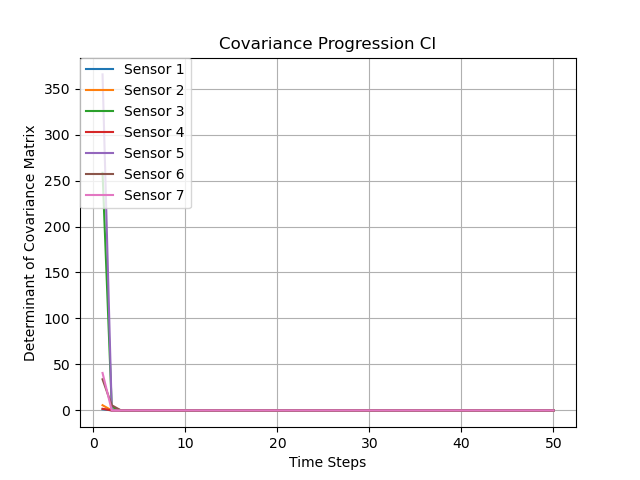 Covariance Progression CI
Sensor 1
Sensor 2
Sensor 3
Sensor 4
Sensor 5
Sensor 6
Sensor 7
Determinant of Covariance Matrix
350
300
250
200
150
100
50
0
0 10 20 30 40 50
Time Steps